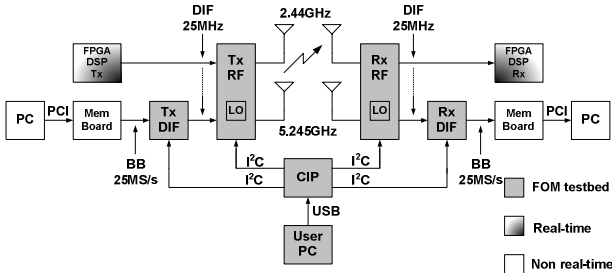 DIF
25MHz
2.44GHz
DIF
25MHz
FPGA
DSP
Tx
Tx
RF
LO
Rx
RF
LO
FPGA
DSP
Rx
5.245GHz
PC
PCI
Mem
Board
Tx
DIF
Rx
DIF
Mem
Board
PCI
PC
BB
25MS/s
I²C
I²C
CIP
I²C
I²C
BB
25MS/s
USB
User
PC
FOM testbed
Real-time
Non real-time